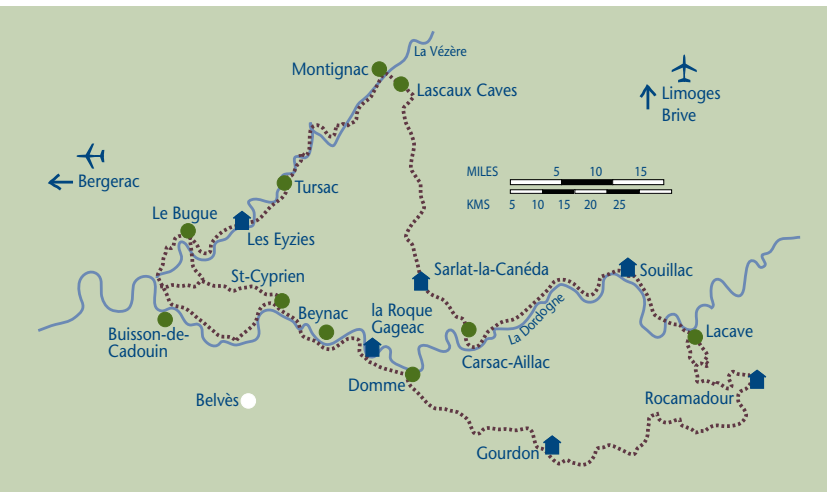 La Vézère
Montignac
Lascaux Caves
Limoges
Brive
Bergerac
MILES 5 10 15
KMS 5 10 15 20 25
Tursac
Le Bugue
Les Eyzies
St-Cyprien
Sarlat-la-Canéda
Souillac
Beynac
la Roque
Gageac
La Dordogne
Buisson-de-
Cadouin
Carsac-Aillac
Lacave
Domme
Belvès
Rocamadour
Gourdon